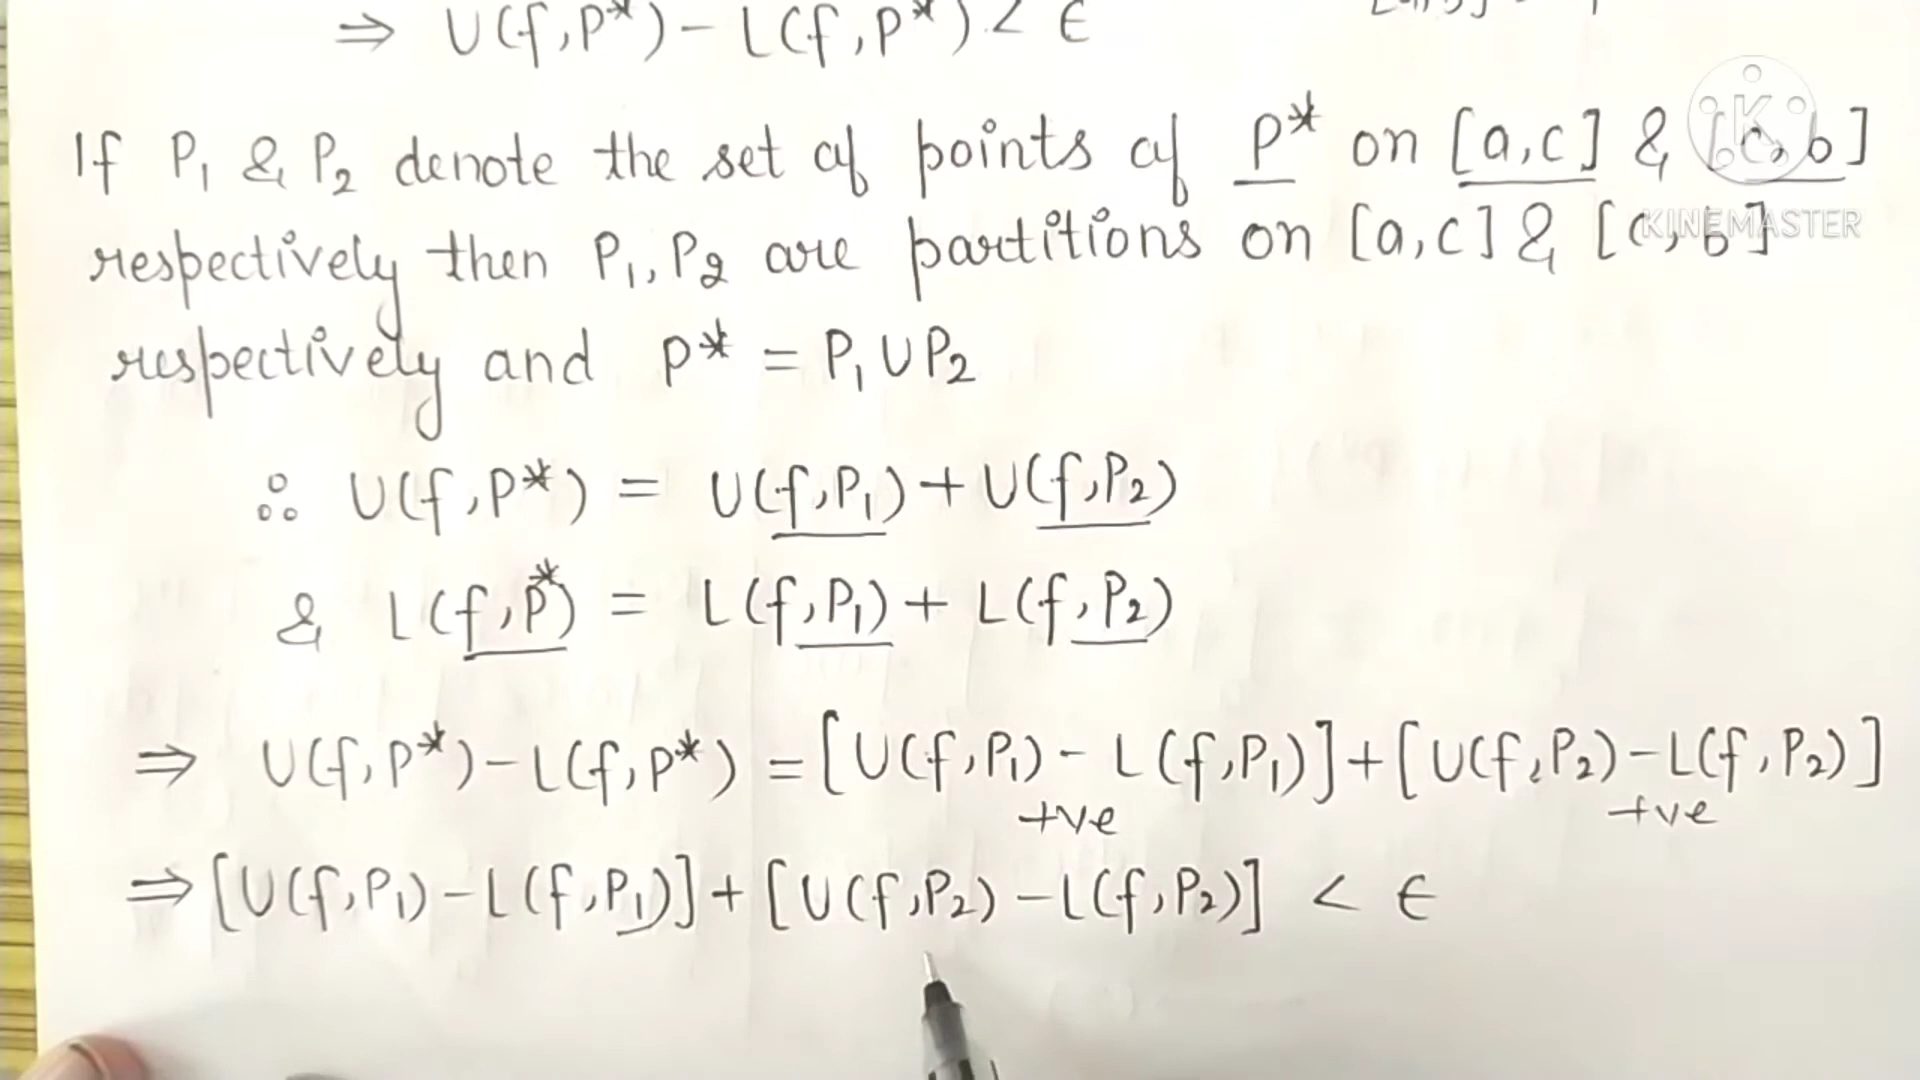 ⇒ U(f,P*) - L(f,P*) < ϵ
If P₁ & P₂ denote the set of points of P* on [a,c] & [c,b]
respectively then P₁, P₂ are partitions on [a,c] & [c,b]
respectively and P* = P₁ ∪ P₂
∴ U(f,P*) = U(f,P₁) + U(f,P₂)
& L(f,P*) = L(f,P₁) + L(f,P₂)
⇒ U(f,P*) - L(f,P*) = [U(f,P₁) - L(f,P₁)] + [U(f,P₂) - L(f,P₂)]
+ve +ve
⇒ [U(f,P₁) - L(f,P₁)] + [U(f,P₂) - L(f,P₂)] < ϵ
K
KINEMASTER